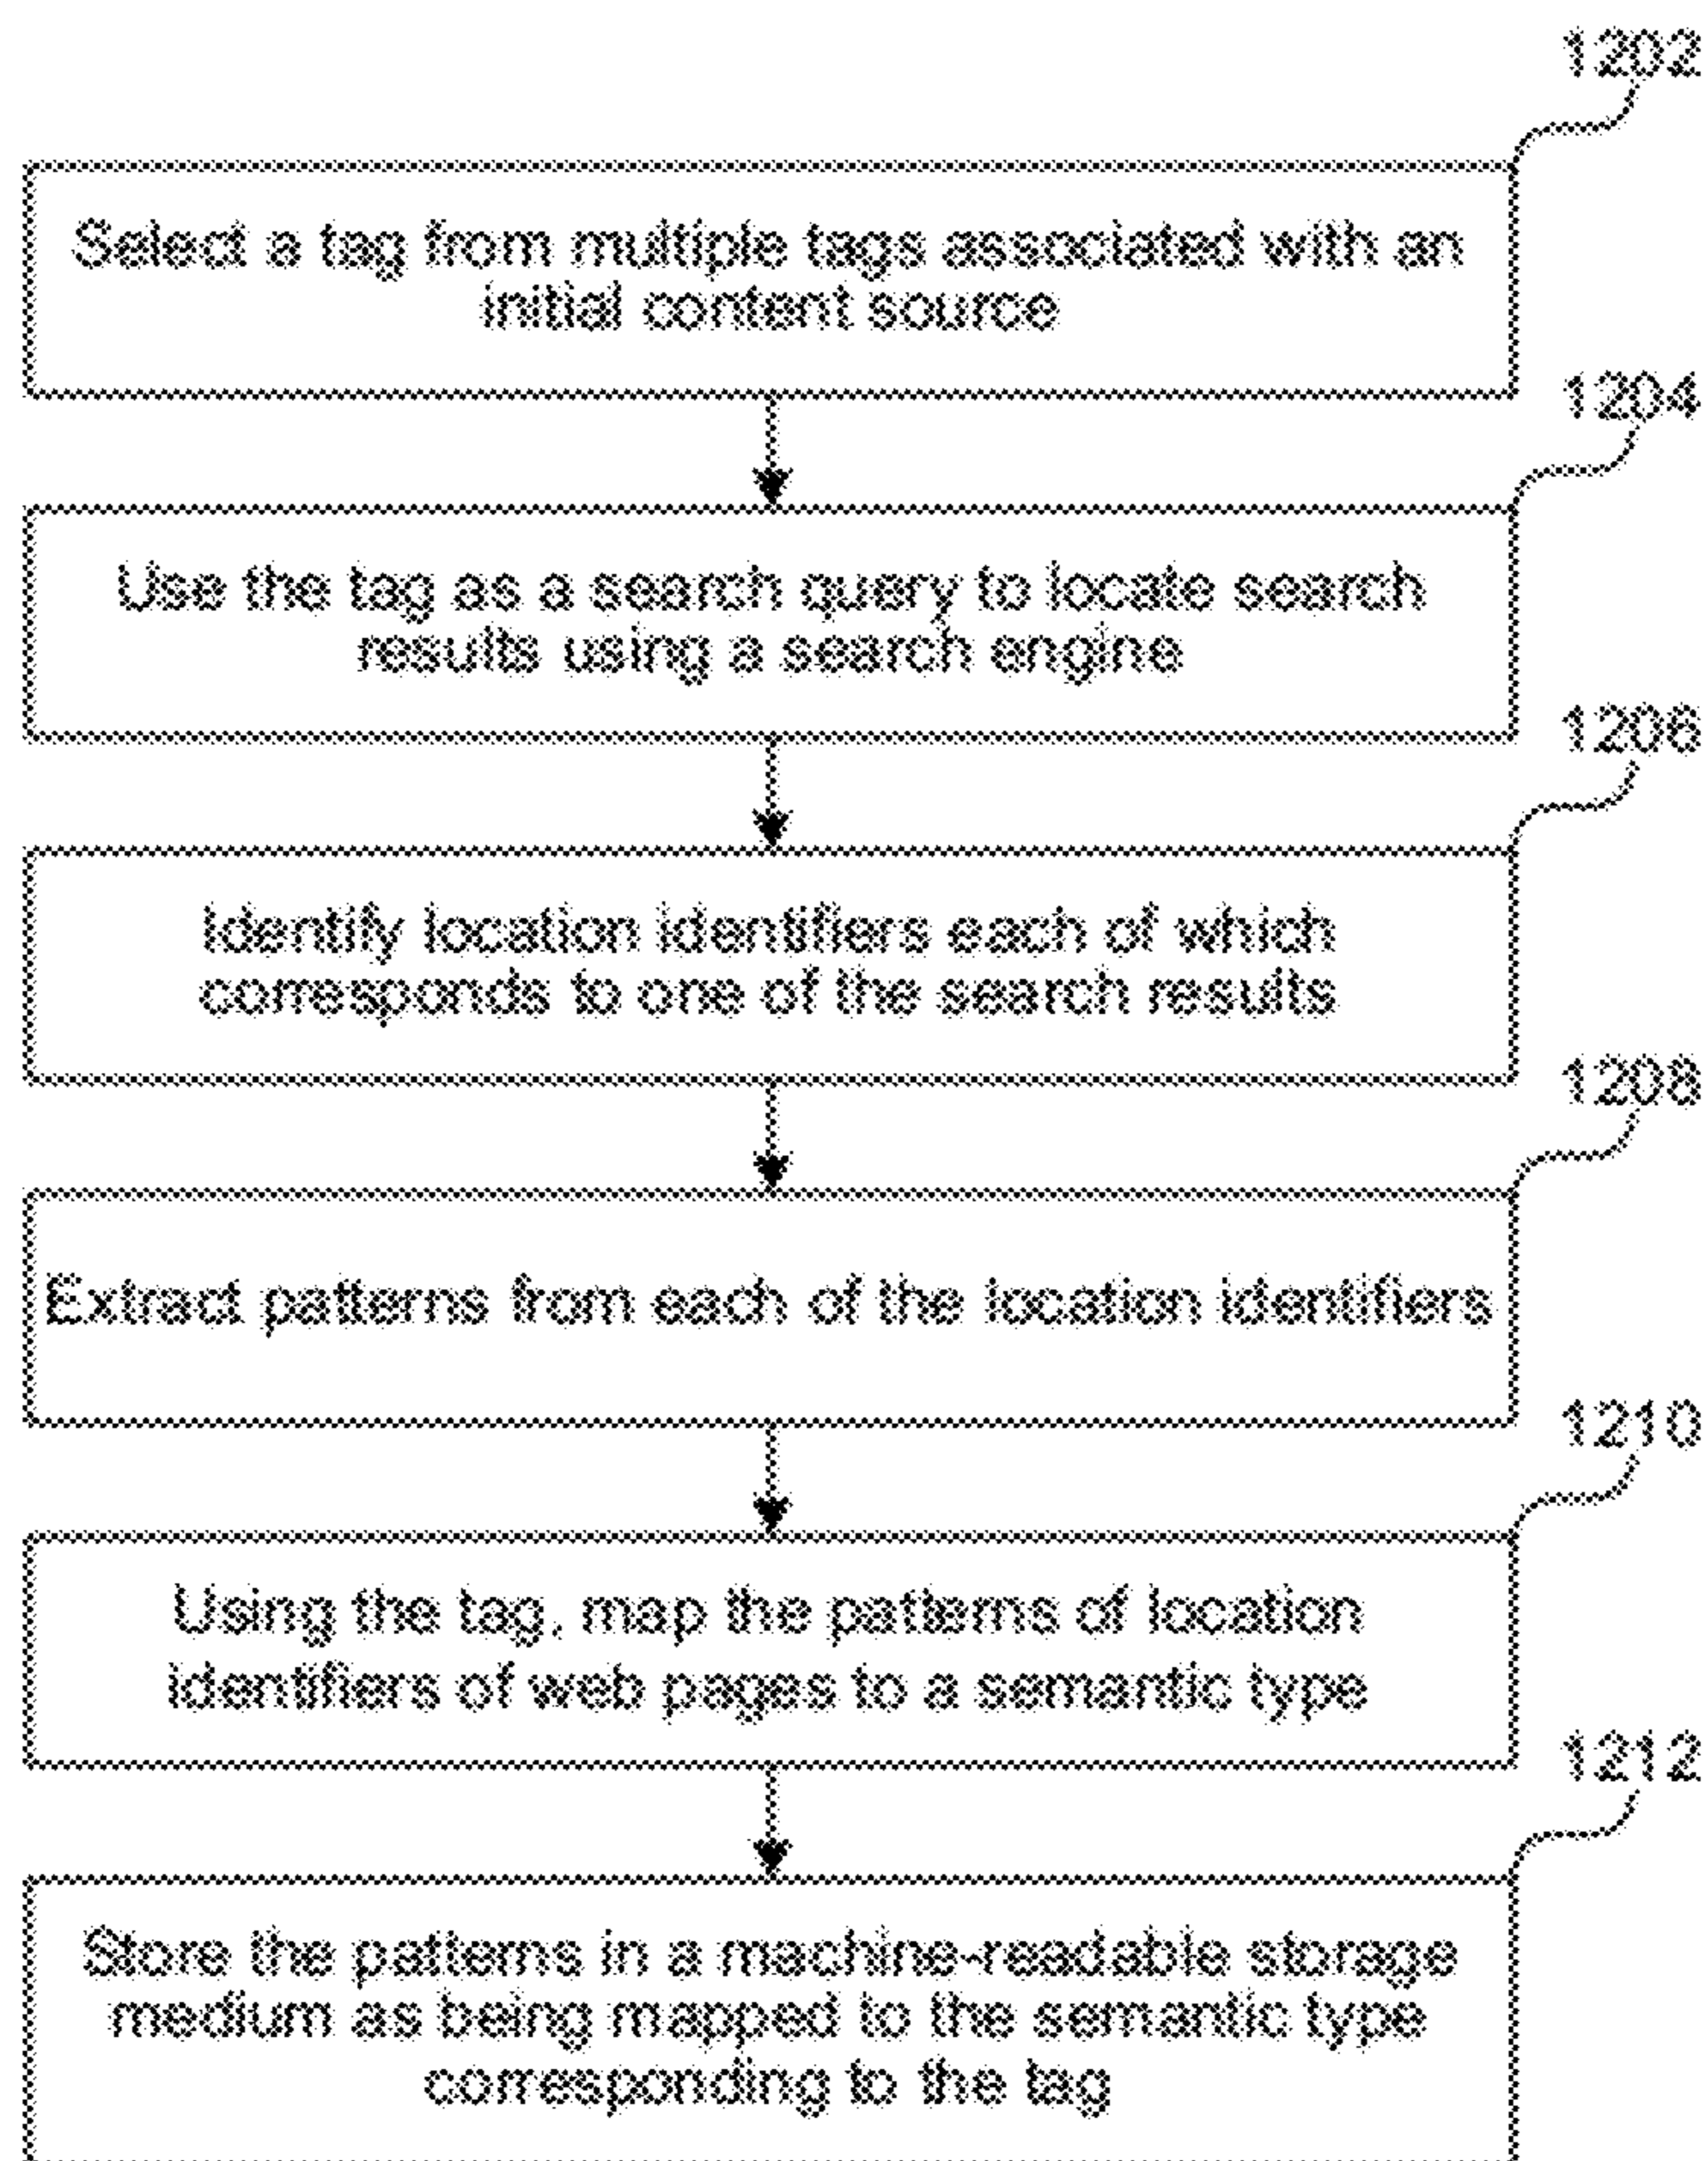 1202
Select a tag from multiple tags associated with an
initial content source
1204
Use the tag as a search query to locate search
results using a search engine
1206
Identify location identifiers each of which
corresponds to one of the search results
1208
Extract patterns from each of the location identifiers
1210
Using the tag, map the patterns of location
identifiers of web pages to a semantic type
1212
Store the patterns in a machine-readable storage
medium as being mapped to the semantic type
corresponding to the tag